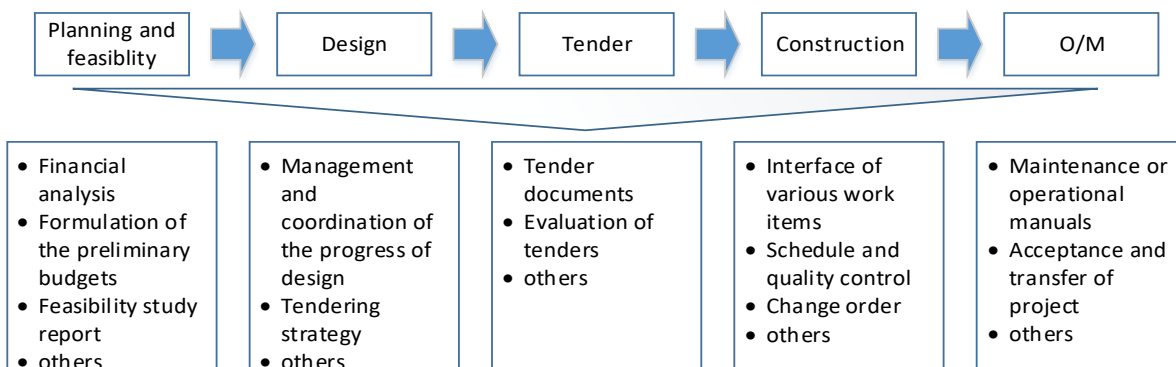 Planning and
feasiblity
Design
Tender
Construction
O/M
• Financial
analysis
• Formulation of
the preliminary
budgets
• Feasibility study
report
• others
• Management
and
coordination of
the progress of
design
• Tendering
strategy
• others
• Tender
documents
• Evaluation of
tenders
• others
• Interface of
various work
items
• Schedule and
quality control
• Change order
• others
• Maintenance or
operational
manuals
• Acceptance and
transfer of
project
• others